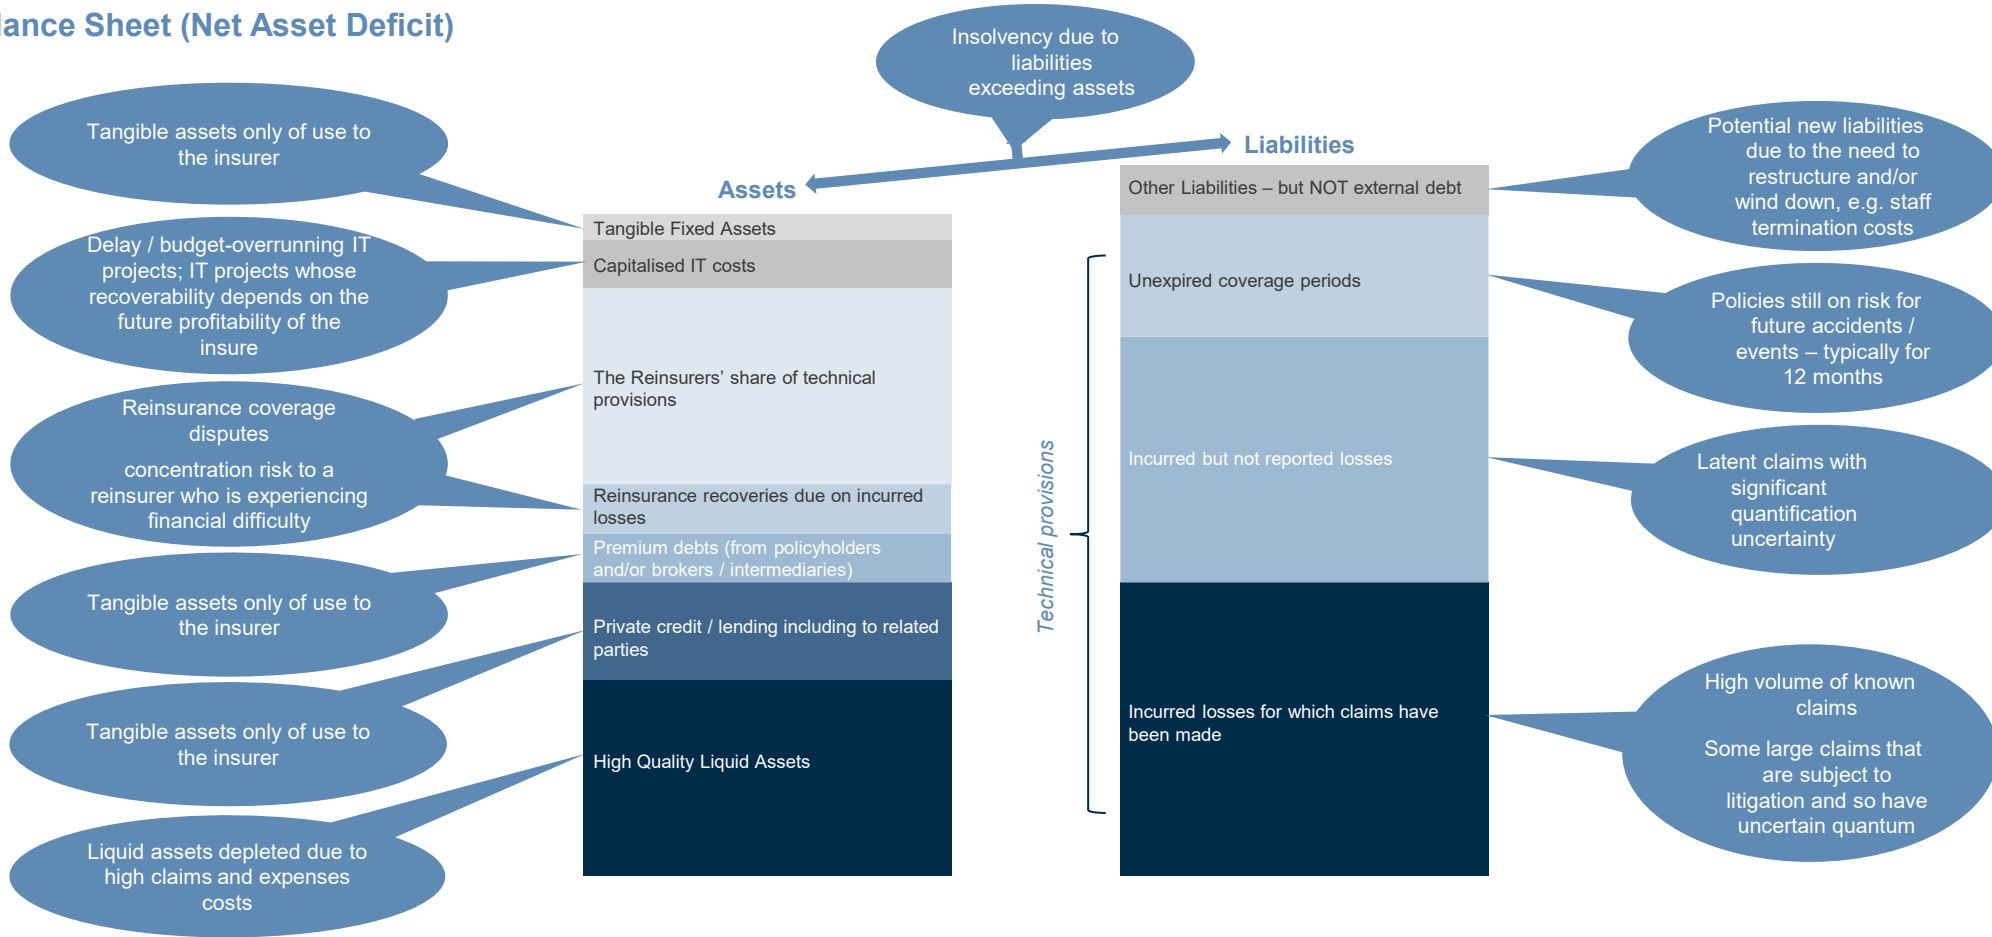 lance Sheet (Net Asset Deficit)
Insolvency due to
liabilities
exceeding assets
Assets
Liabilities
Tangible assets only of use to
the insurer
Delay / budget-overrunning IT
projects; IT projects whose
recoverability depends on the
future profitability of the
insure
Reinsurance coverage
disputes
concentration risk to a
reinsurer who is experiencing
financial difficulty
Tangible assets only of use to
the insurer
Tangible assets only of use to
the insurer
Liquid assets depleted due to
high claims and expenses
costs
Tangible Fixed Assets
Capitalised IT costs
The Reinsurers’ share of technical
provisions
Reinsurance recoveries due on incurred
losses
Premium debts (from policyholders
and/or brokers / intermediaries)
Private credit / lending including to related
parties
High Quality Liquid Assets
Technical provisions
Other Liabilities – but NOT external debt
Unexpired coverage periods
Incurred but not reported losses
Incurred losses for which claims have
been made
Potential new liabilities
due to the need to
restructure and/or
wind down, e.g. staff
termination costs
Policies still on risk for
future accidents /
events – typically for
12 months
Latent claims with
significant
quantification
uncertainty
High volume of known
claims
Some large claims that
are subject to
litigation and so have
uncertain quantum